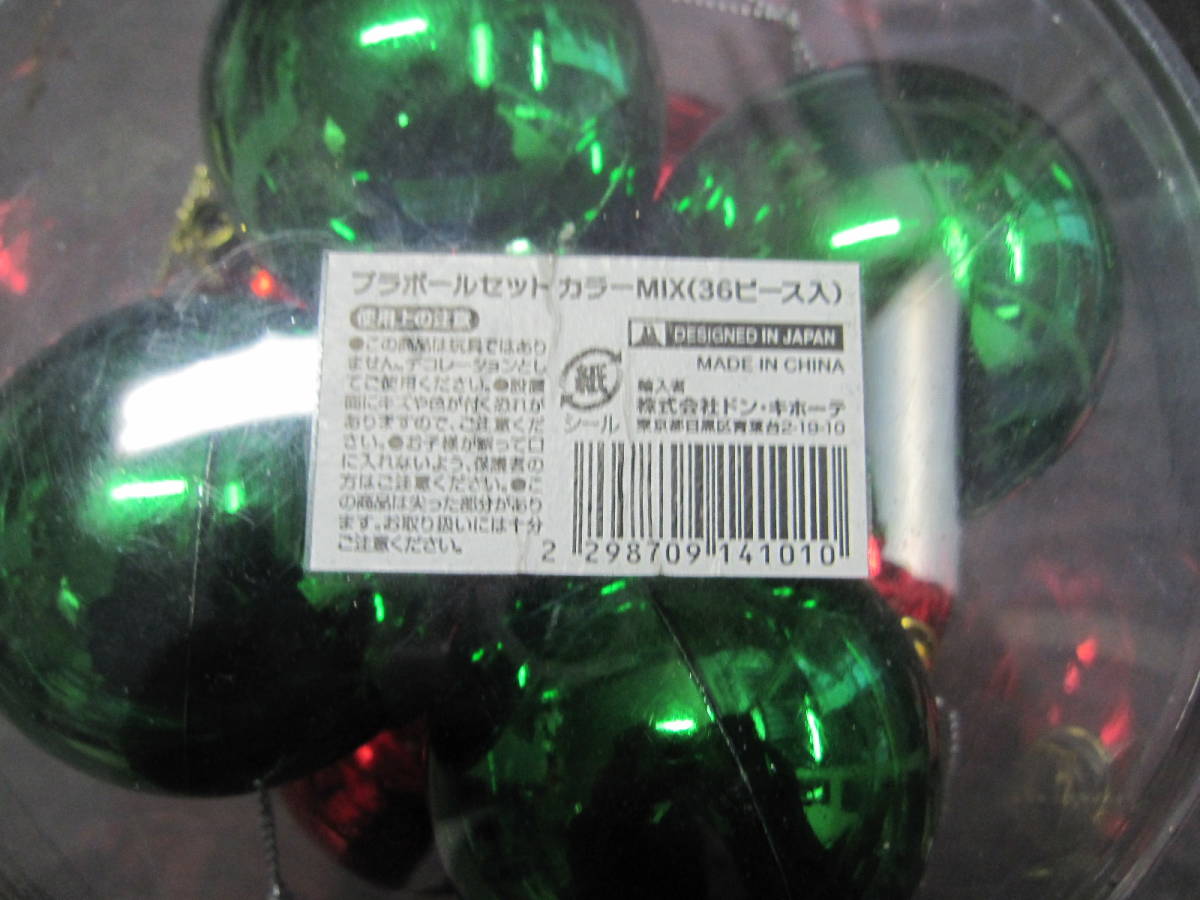 プラボールセット カラーMIX(36ピース入)
使用上の注意
●この商品は玩具ではあり
ません。デコレーションとし
てご使用ください。●設置
面にキズや色が付く恐れが
ありますので、ご注意くだ
さい。●お子様が誤って口
に入れないよう、保護者の
方はご注意ください。●こ
の商品は尖った部分があり
ます。お取り扱いには十分
ご注意ください。
紙
シール
DESIGNED IN JAPAN
MADE IN CHINA
輸入者
株式会社ドン・キホーテ
東京都目黒区青葉台2-19-10
2 298709 141010